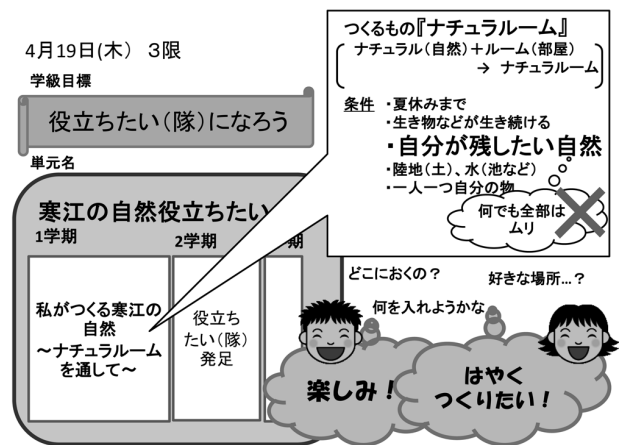 4月19日(木) 3限
学級目標
役立ちたい(隊)になろう
単元名
寒江の自然役立ちたい
1学期
2学期
期
私がつくる寒江の
自然
～ナチュラルーム
を通して～
役立ち
たい(隊)
発足
つくるもの『ナチュラルーム』
ナチュラル(自然)+ルーム(部屋)
→ ナチュラルーム
条件 ・夏休みまで
・生き物などが生き続ける
・自分が残したい自然
・陸地(土)、水(池など)
・一人一つ自分の物
何でも全部は
ムリ
どこにおくの?
好きな場所…?
何を入れようかな
楽しみ!
はやく
つくりたい!